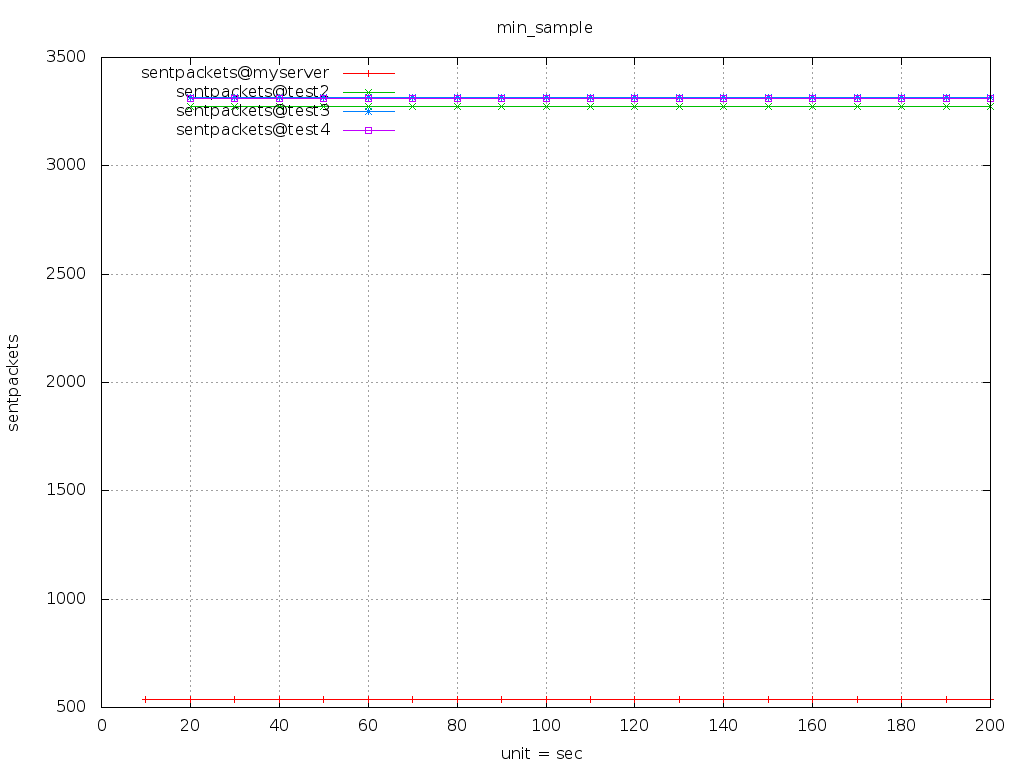 min_sample
3500
3000
2500
2000
1500
1000
500
sentpackets
sentpackets@myserver
sentpackets@test2
sentpackets@test3
sentpackets@test4
0 20 40 60 80 100 120 140 160 180 200
unit = sec